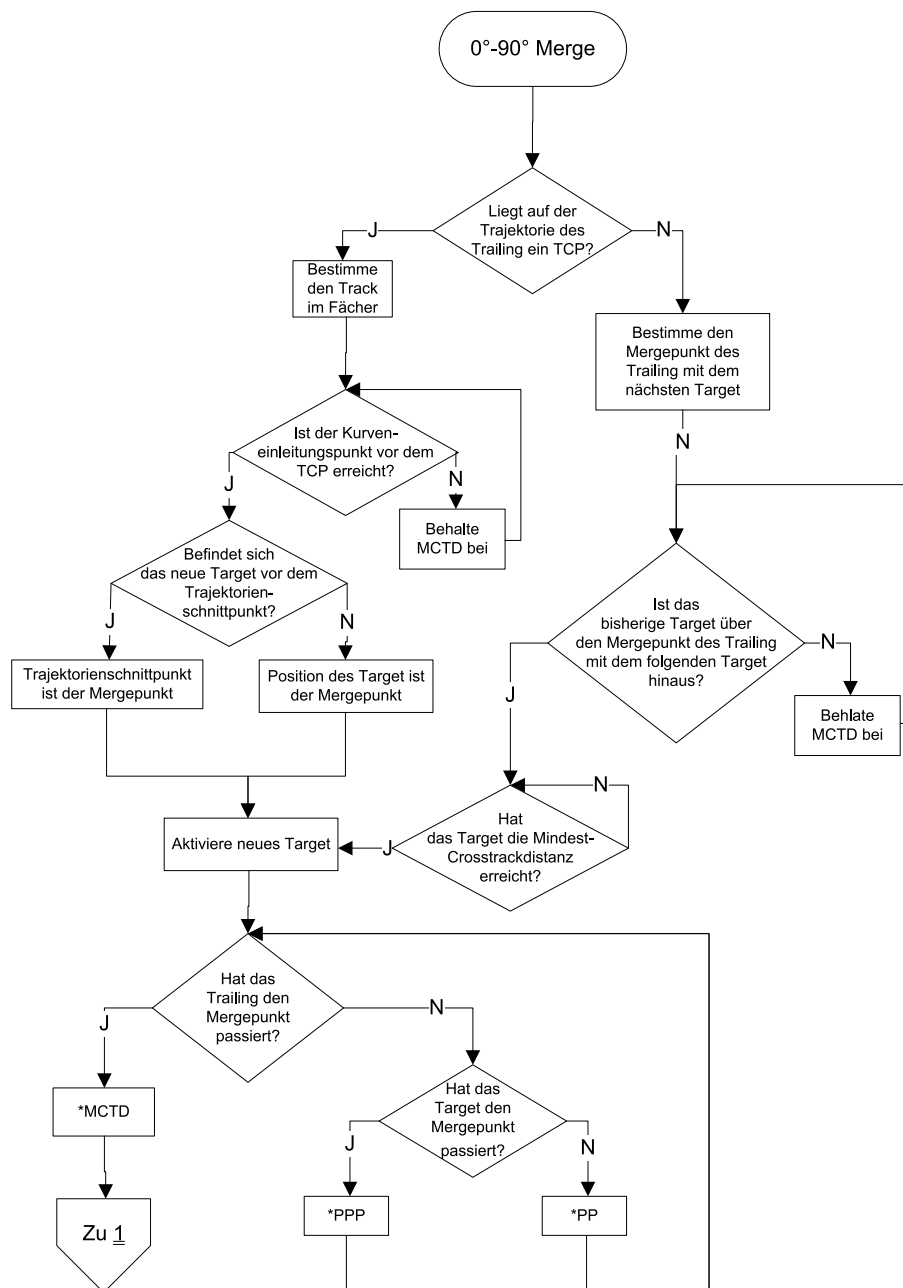 0°-90° Merge
Liegt auf der
Trajektorie des
Trailing ein TCP?
J
N
Bestimme
den Track
im Fächer
Bestimme den
Mergepunkt des
Trailing mit dem
nächsten Target
N
Ist der Kurven-
einleitungspunkt vor dem
TCP erreicht?
J
N
Behalte
MCTD bei
Befindet sich
das neue Target vor dem
Trajektorien-
schnittpunkt?
J
N
Trajektorienschnittpunkt
ist der Mergepunkt
Position des Target ist
der Mergepunkt
Ist das
bisherige Target über
den Mergepunkt des Trailing
mit dem folgenden Target
hinaus?
J
N
Behlate
MCTD bei
Hat
das Target die Mindest-
Crosstrackdistanz
erreicht?
N
J
Aktiviere neues Target
Hat das
Trailing den
Mergepunkt
passiert?
J
N
*MCTD
Zu 1
Hat das
Target den
Mergepunkt
passiert?
J
N
*PPP
*PP